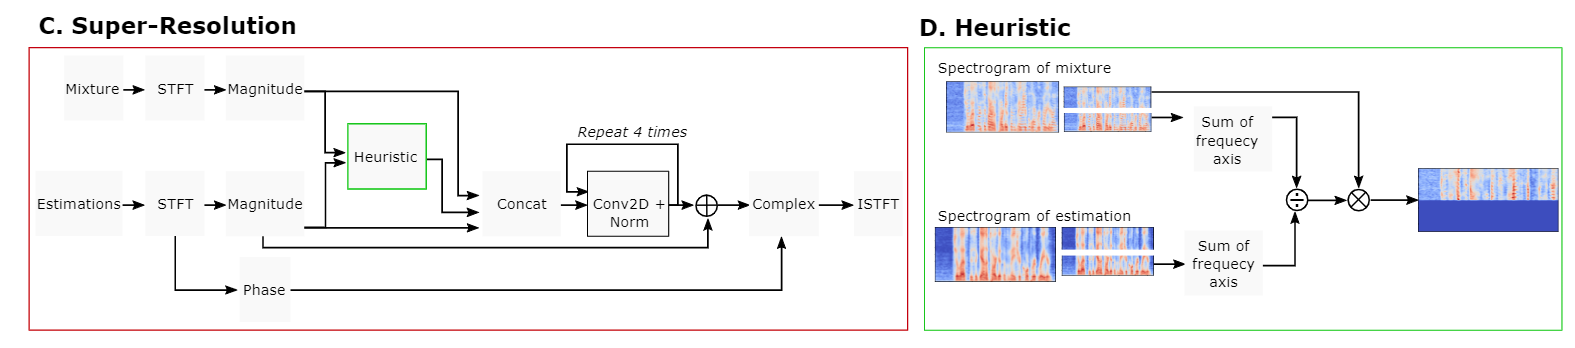 C. Super-Resolution
Mixture
STFT
Magnitude
Heuristic
Repeat 4 times
Estimations
STFT
Magnitude
Concat
Conv2D +
Norm
Complex
ISTFT
Phase
D. Heuristic
Spectrogram of mixture
Sum of
frequecy
axis
Spectrogram of estimation
Sum of
frequecy
axis